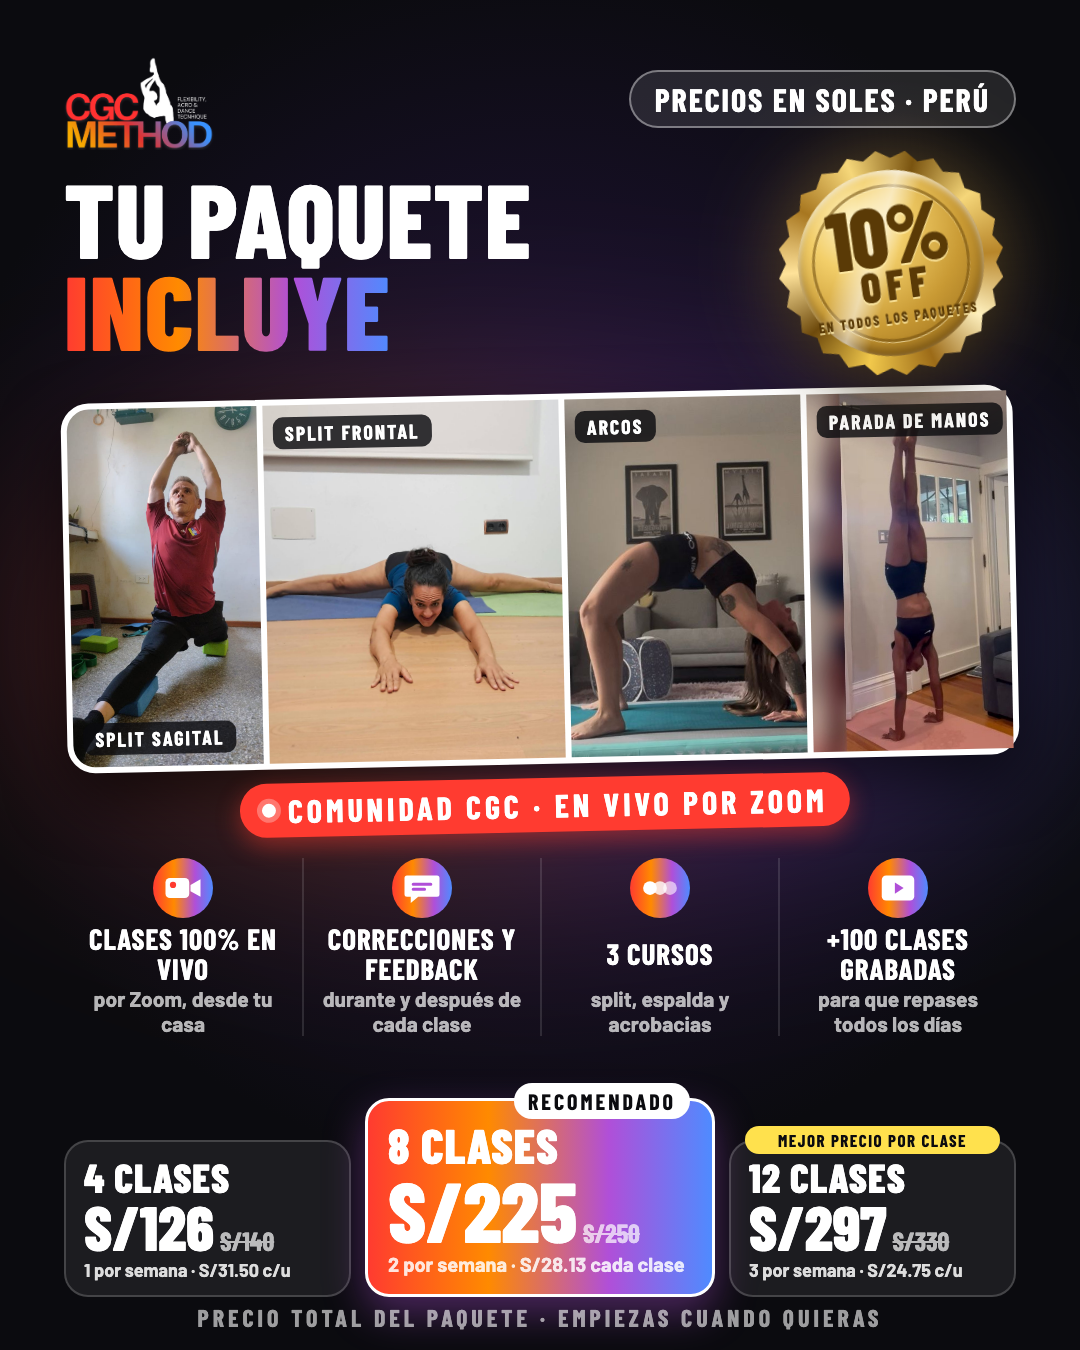 CGC
METHOD
FLEXIBILITY,
ACRO &
DANCE
TECHNIQUE
PRECIOS EN SOLES · PERÚ
TU PAQUETE
INCLUYE
10%
OFF
EN TODOS LOS PAQUETES
SPLIT SAGITAL
SPLIT FRONTAL
ARCOS
PARADA DE MANOS
COMUNIDAD CGC · EN VIVO POR ZOOM
CLASES 100% EN
VIVO
por Zoom, desde tu
casa
CORRECCIONES Y
FEEDBACK
durante y después de
cada clase
3 CURSOS
split, espalda y
acrobacias
+100 CLASES
GRABADAS
para que repases
todos los días
4 CLASES
S/126 S/140
1 por semana · S/31.50 c/u
RECOMENDADO
8 CLASES
S/225 S/250
2 por semana · S/28.13 cada clase
MEJOR PRECIO POR CLASE
12 CLASES
S/297 S/330
3 por semana · S/24.75 c/u
PRECIO TOTAL DEL PAQUETE · EMPIEZAS CUANDO QUIERAS